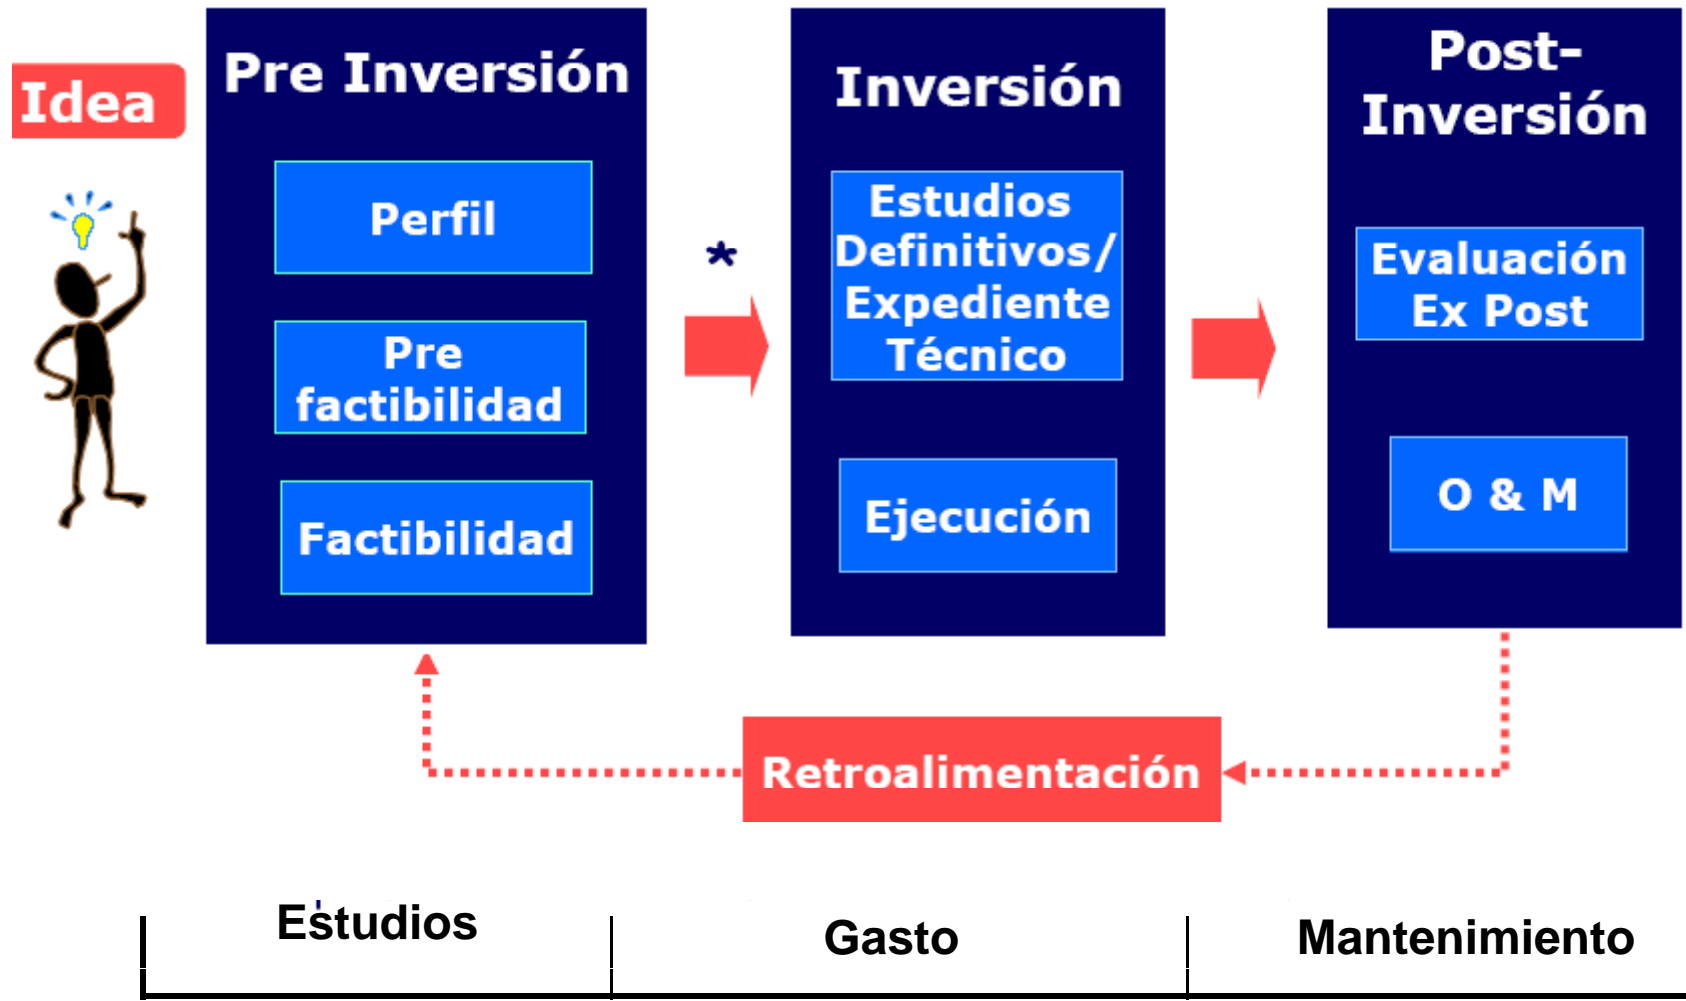 Idea
Pre Inversión
Perfil
Pre
factibilidad
Factibilidad
*
Inversión
Estudios
Definitivos/
Expediente
Técnico
Ejecución
Post-
Inversión
Evaluación
Ex Post
O & M
Retroalimentación
Estudios
Gasto
Mantenimiento